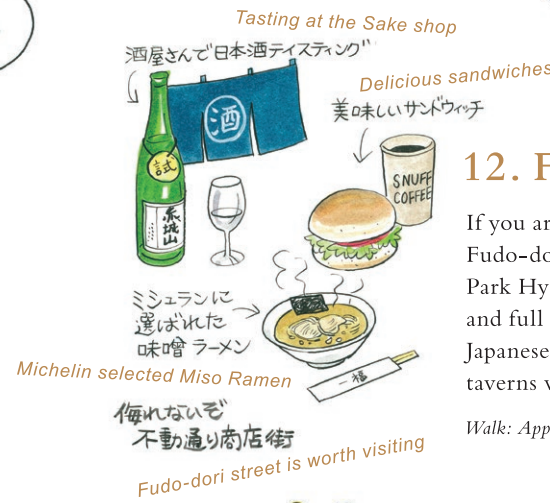 Tasting at the Sake shop
酒屋さんで日本酒テイスティング
Delicious sandwiches
美味しいサンドウィッチ
酒
試
赤城山
SNUFF
COFFEE
12. F
If you ar
Fudo-do
Park Hy
and full
Japanese
taverns v
Walk: App
ミシュランに
選ばれた
味噌ラーメン
一福
Michelin selected Miso Ramen
侮れないぞ
不動通り商店街
Fudo-dori street is worth visiting